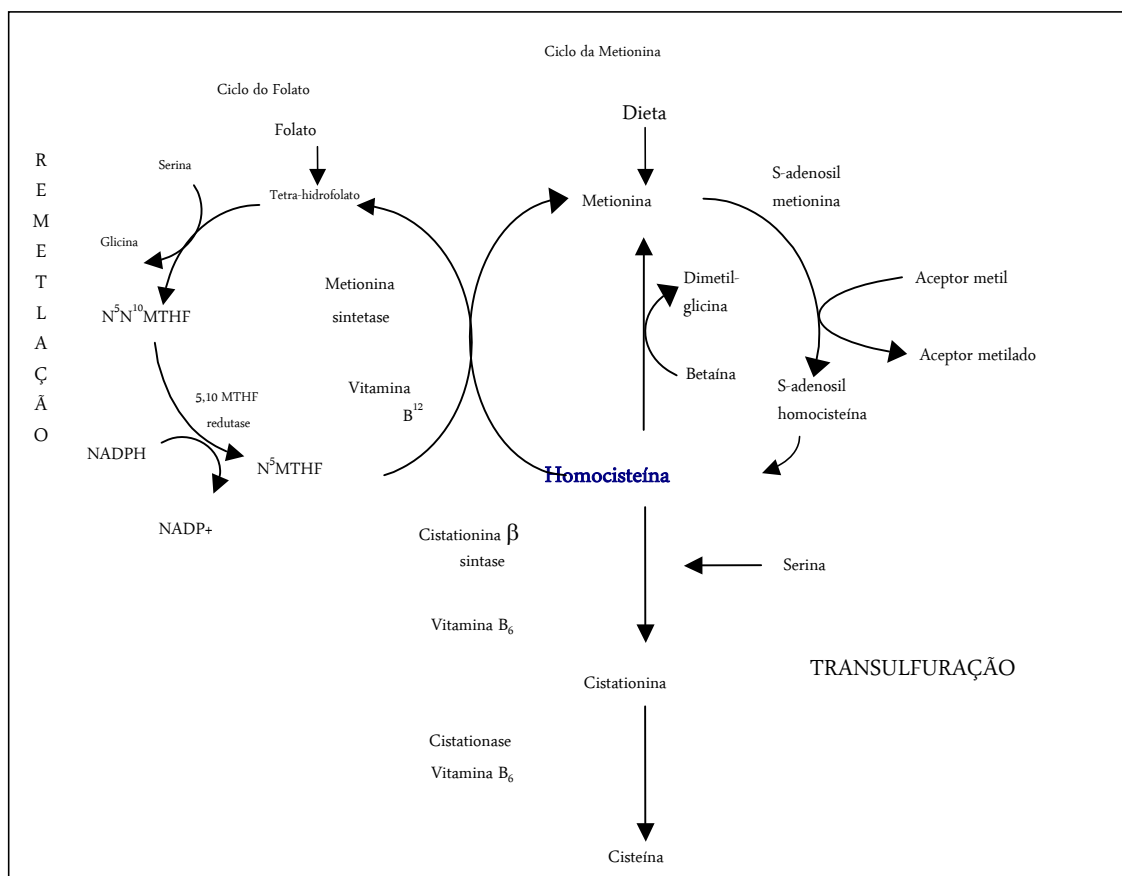 Ciclo da Metionina
Ciclo do Folato
Dieta
Folato
R
E
M
E
T
L
A
Ç
Ã
O
Serina
S-adenosil
metionina
Tetra-hidrofolato
Metionina
Glicina
Dimetil-
glicina
Aceptor metil
Metionina
sintetase
N⁵N¹⁰MTHF
Aceptor metilado
Betaína
S-adenosil
homocisteína
Vitamina
B¹²
5,10 MTHF
redutase
NADPH
N⁵MTHF
Homocisteína
NADP+
Cistationina β
sintase
Serina
Vitamina B₆
TRANSULFURAÇÃO
Cistationina
Cistationase
Vitamina B₆
Cisteína